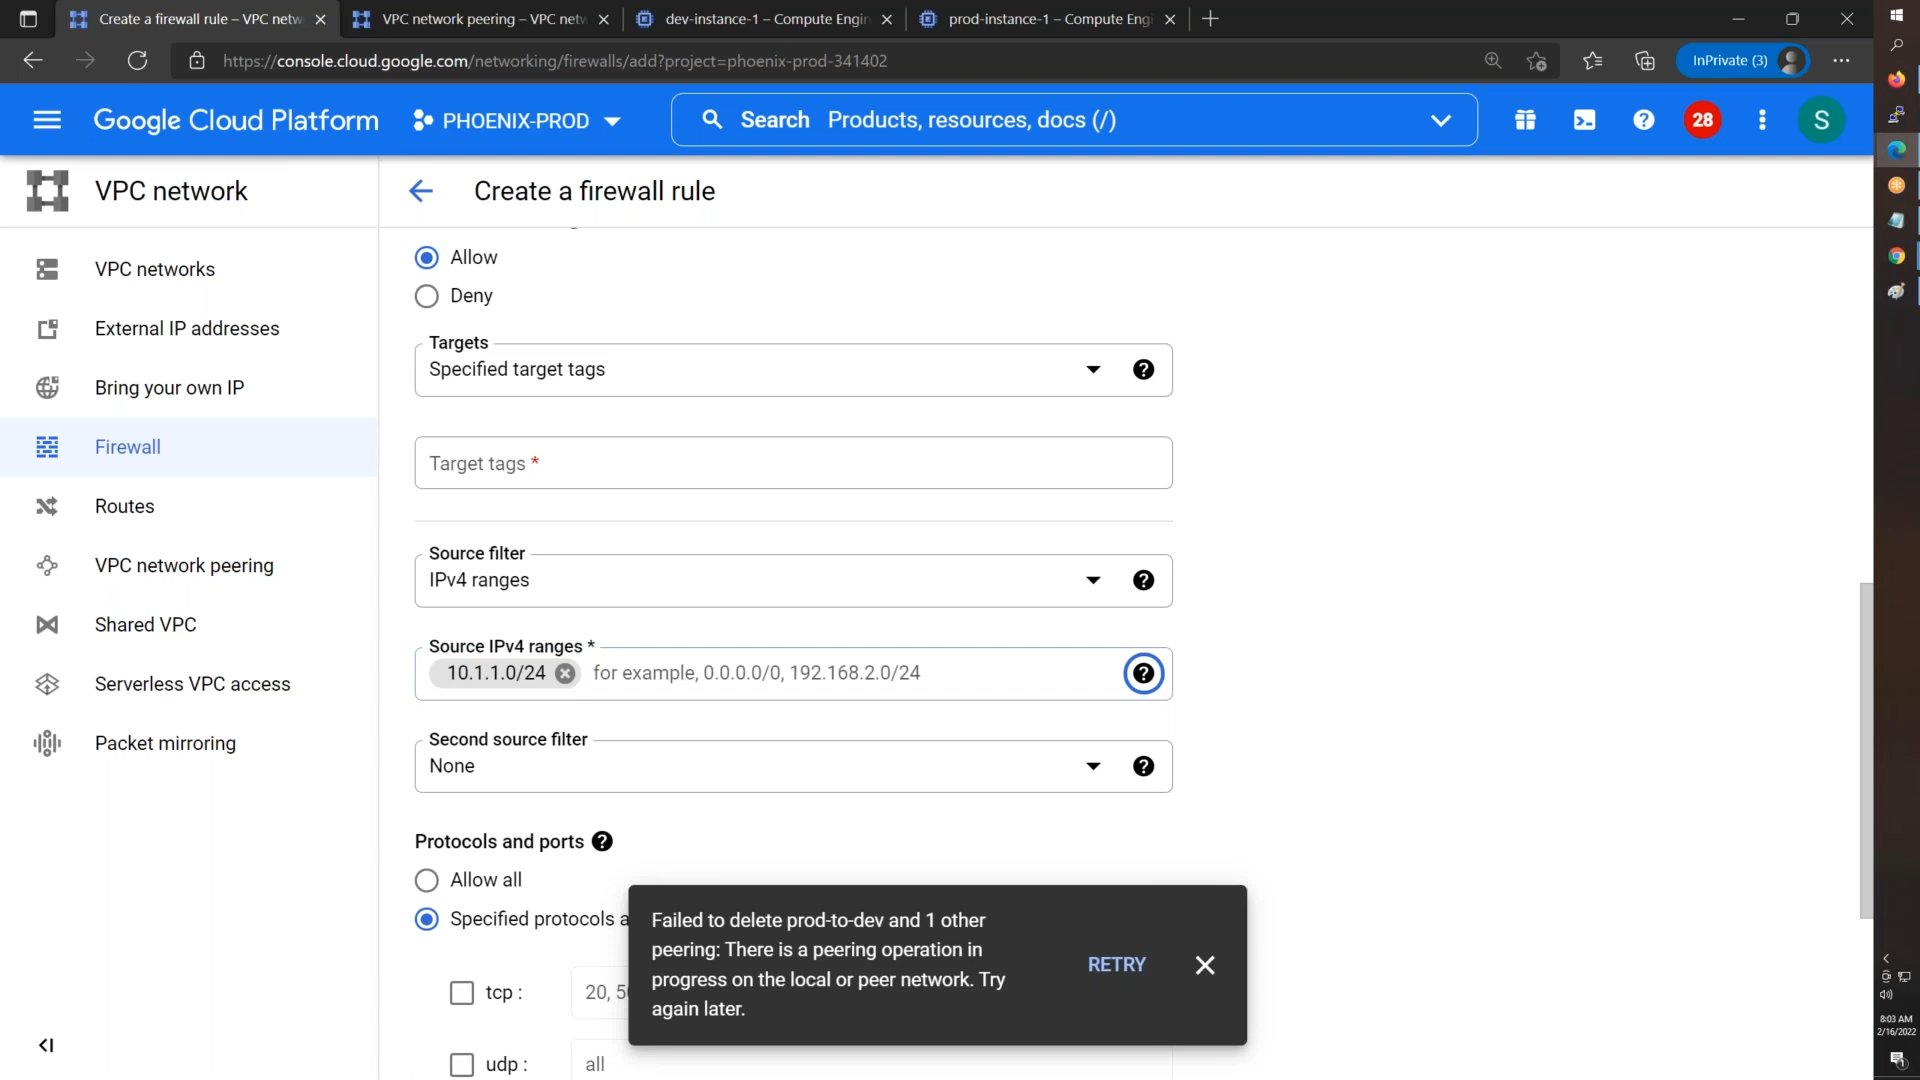 Create a firewall rule – VPC netw
VPC network peering – VPC netw
dev-instance-1 – Compute Engin
prod-instance-1 – Compute Engi
https://console.cloud.google.com/networking/firewalls/add?project=phoenix-prod-341402
InPrivate (3)
Google Cloud Platform
PHOENIX-PROD
Search Products, resources, docs (/)
28
S
VPC network
Create a firewall rule
VPC networks
External IP addresses
Bring your own IP
Firewall
Routes
VPC network peering
Shared VPC
Serverless VPC access
Packet mirroring
Allow
Deny
Targets
Specified target tags
Target tags *
Source filter
IPv4 ranges
Source IPv4 ranges *
10.1.1.0/24 for example, 0.0.0.0/0, 192.168.2.0/24
Second source filter
None
Protocols and ports
Allow all
Specified protocols a
tcp : 20, 5
udp : all
Failed to delete prod-to-dev and 1 other
peering: There is a peering operation in
progress on the local or peer network. Try
again later.
RETRY
8:03 AM
2/16/2022